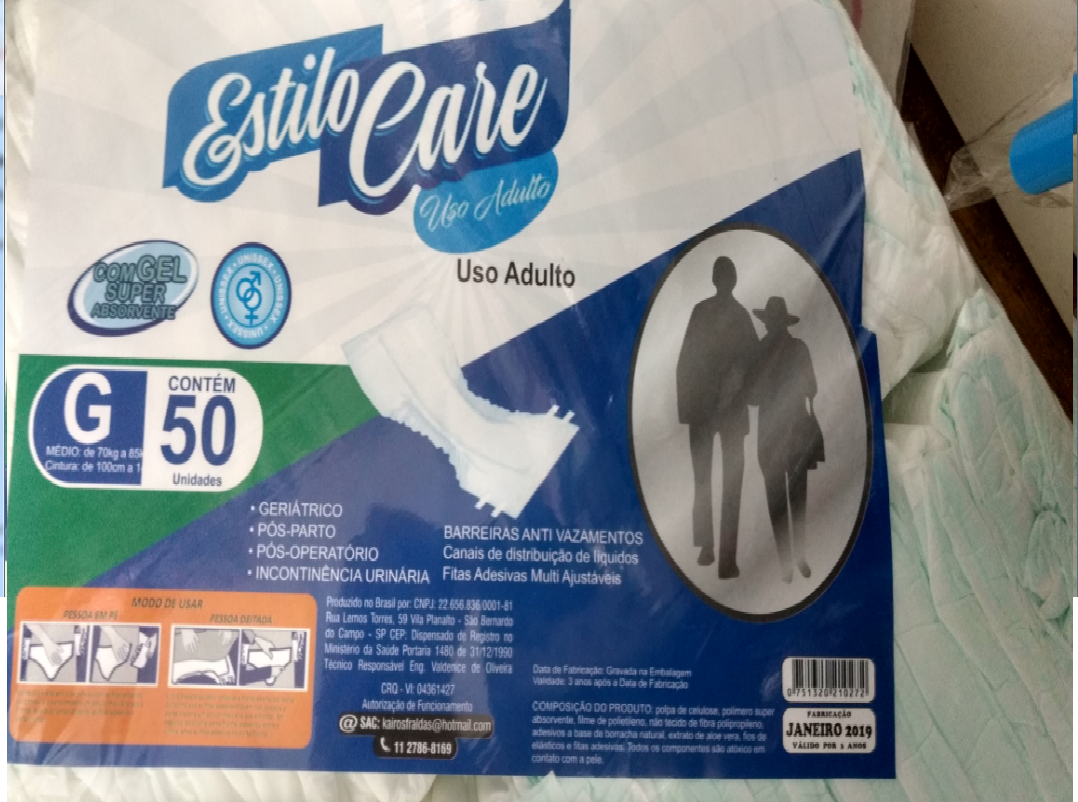 Estilo Care
Uso Adulto
Uso Adulto
COM GEL
SUPER
ABSORVENTE
UNISSEX UNISSEX UNISSEX UNISSEX
G
MÉDIO: de 70kg a 85k
Cintura: de 100cm a 1
CONTÉM
50
Unidades
• GERIÁTRICO
• PÓS-PARTO
• PÓS-OPERATÓRIO
• INCONTINÊNCIA URINÁRIA
BARREIRAS ANTI VAZAMENTOS
Canais de distribuição de líquidos
Fitas Adesivas Multi Ajustáveis
MODO DE USAR
PESSOA EM PÉ
PESSOA DEITADA
Produzido no Brasil por: CNPJ: 22.656.836/0001-81
Rua Lemos Torres, 59 Vila Planalto - São Bernardo
do Campo - SP CEP: Dispensado de Registro no
Ministério da Saúde Portaria 1480 de 31/12/1990
Técnico Responsável Eng. Valdenice de Oliveira
CRQ - VI: 04361427
Autorização de Funcionamento
@ SAC: kairosfraldas@hotmail.com
11 2786-8169
Data de Fabricação: Gravada na Embalagem
Validade: 3 anos após a Data de Fabricação
COMPOSIÇÃO DO PRODUTO: polpa de celulose, polímero super
absorvente, filme de polietileno, não tecido de fibra polipropileno,
adesivos a base de borracha natural, extrato de aloe vera, fios de
elásticos e fitas adesivas. Todos os componentes são atóxico em
contato com a pele.
0 751320 210272
FABRICAÇÃO
JANEIRO 2019
VÁLIDO POR 3 ANOS